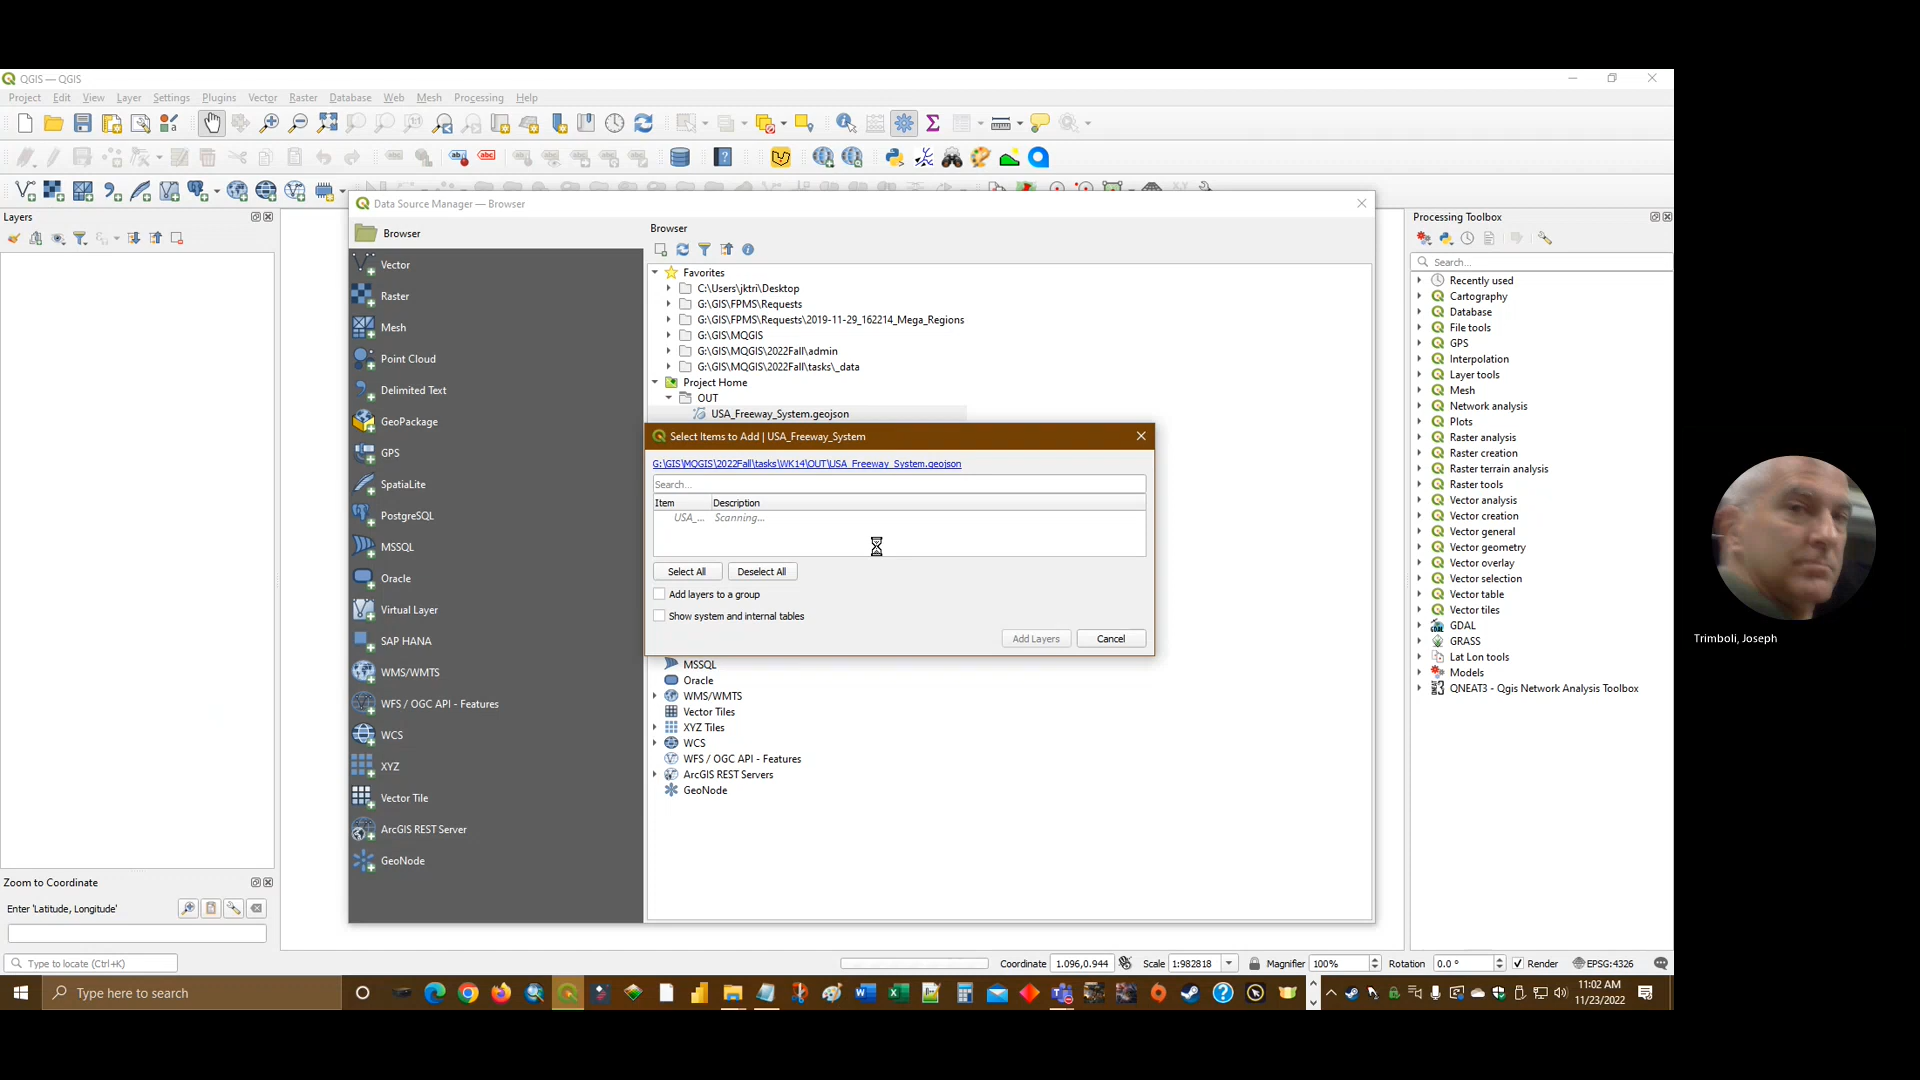 QGIS — QGIS
Project Edit View Layer Settings Plugins Vector Raster Database Web Mesh Processing Help
Layers
Data Source Manager — Browser
Browser
Vector
Raster
Mesh
Point Cloud
Delimited Text
GeoPackage
GPS
SpatiaLite
PostgreSQL
MSSQL
Oracle
Virtual Layer
SAP HANA
WMS/WMTS
WFS / OGC API - Features
WCS
XYZ
Vector Tile
ArcGIS REST Server
GeoNode
Browser
Favorites
C:\Users\jktri\Desktop
G:\GIS\FPMS\Requests
G:\GIS\FPMS\Requests\2019-11-29_162214_Mega_Regions
G:\GIS\MQGIS
G:\GIS\MQGIS\2022Fall\admin
G:\GIS\MQGIS\2022Fall\tasks\_data
Project Home
OUT
USA_Freeway_System.geojson
Select Items to Add | USA_Freeway_System
G:\GIS\MQGIS\2022Fall\tasks\WK14\OUT\USA_Freeway_System.geojson
Search...
Item Description
USA_... Scanning...
Select All Deselect All
Add layers to a group
Show system and internal tables
Add Layers Cancel
MSSQL
Oracle
WMS/WMTS
Vector Tiles
XYZ Tiles
WCS
WFS / OGC API - Features
ArcGIS REST Servers
GeoNode
Processing Toolbox
Search...
Recently used
Cartography
Database
File tools
GPS
Interpolation
Layer tools
Mesh
Network analysis
Plots
Raster analysis
Raster creation
Raster terrain analysis
Raster tools
Vector analysis
Vector creation
Vector general
Vector geometry
Vector overlay
Vector selection
Vector table
Vector tiles
GDAL
GRASS
Lat Lon tools
Models
QNEAT3 - Qgis Network Analysis Toolbox
Trimboli, Joseph
Zoom to Coordinate
Enter 'Latitude, Longitude'
Type to locate (Ctrl+K)
Coordinate 1.096,0.944 Scale 1:982818 Magnifier 100% Rotation 0.0 ° Render EPSG:4326
Type here to search
11:02 AM
11/23/2022